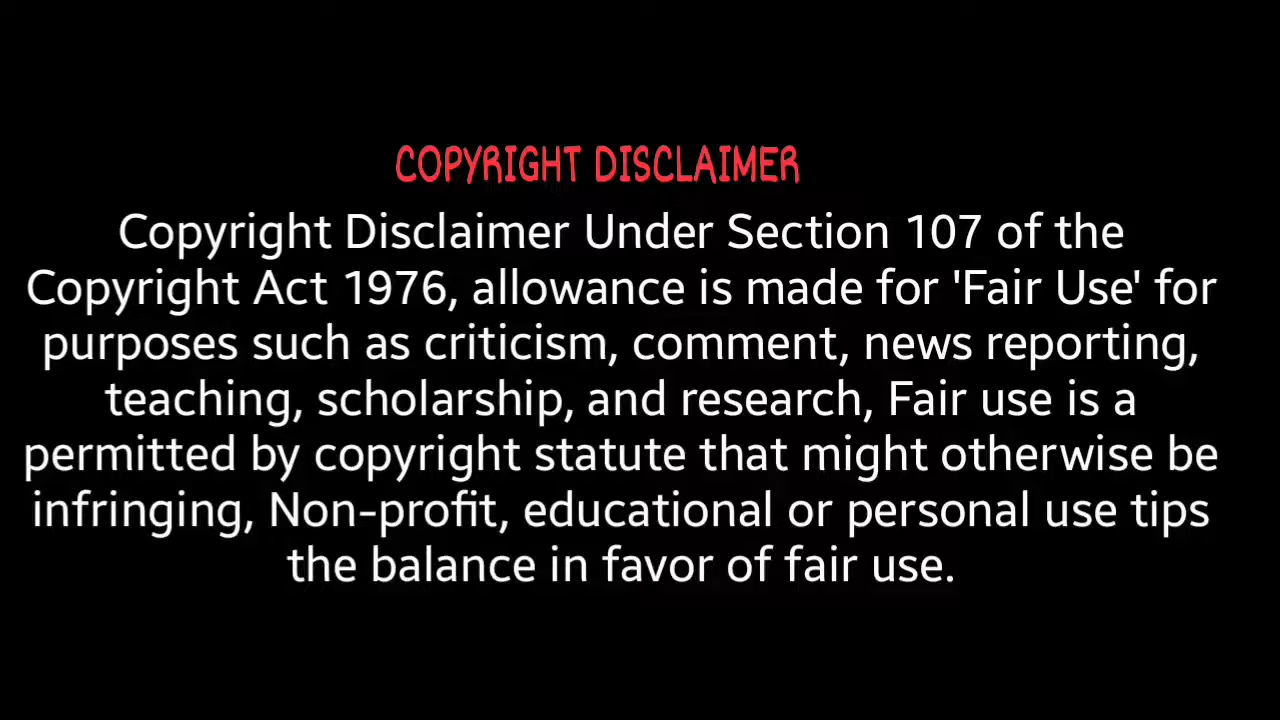 COPYRIGHT DISCLAIMER
Copyright Disclaimer Under Section 107 of the
Copyright Act 1976, allowance is made for 'Fair Use' for
purposes such as criticism, comment, news reporting,
teaching, scholarship, and research, Fair use is a
permitted by copyright statute that might otherwise be
infringing, Non-profit, educational or personal use tips
the balance in favor of fair use.